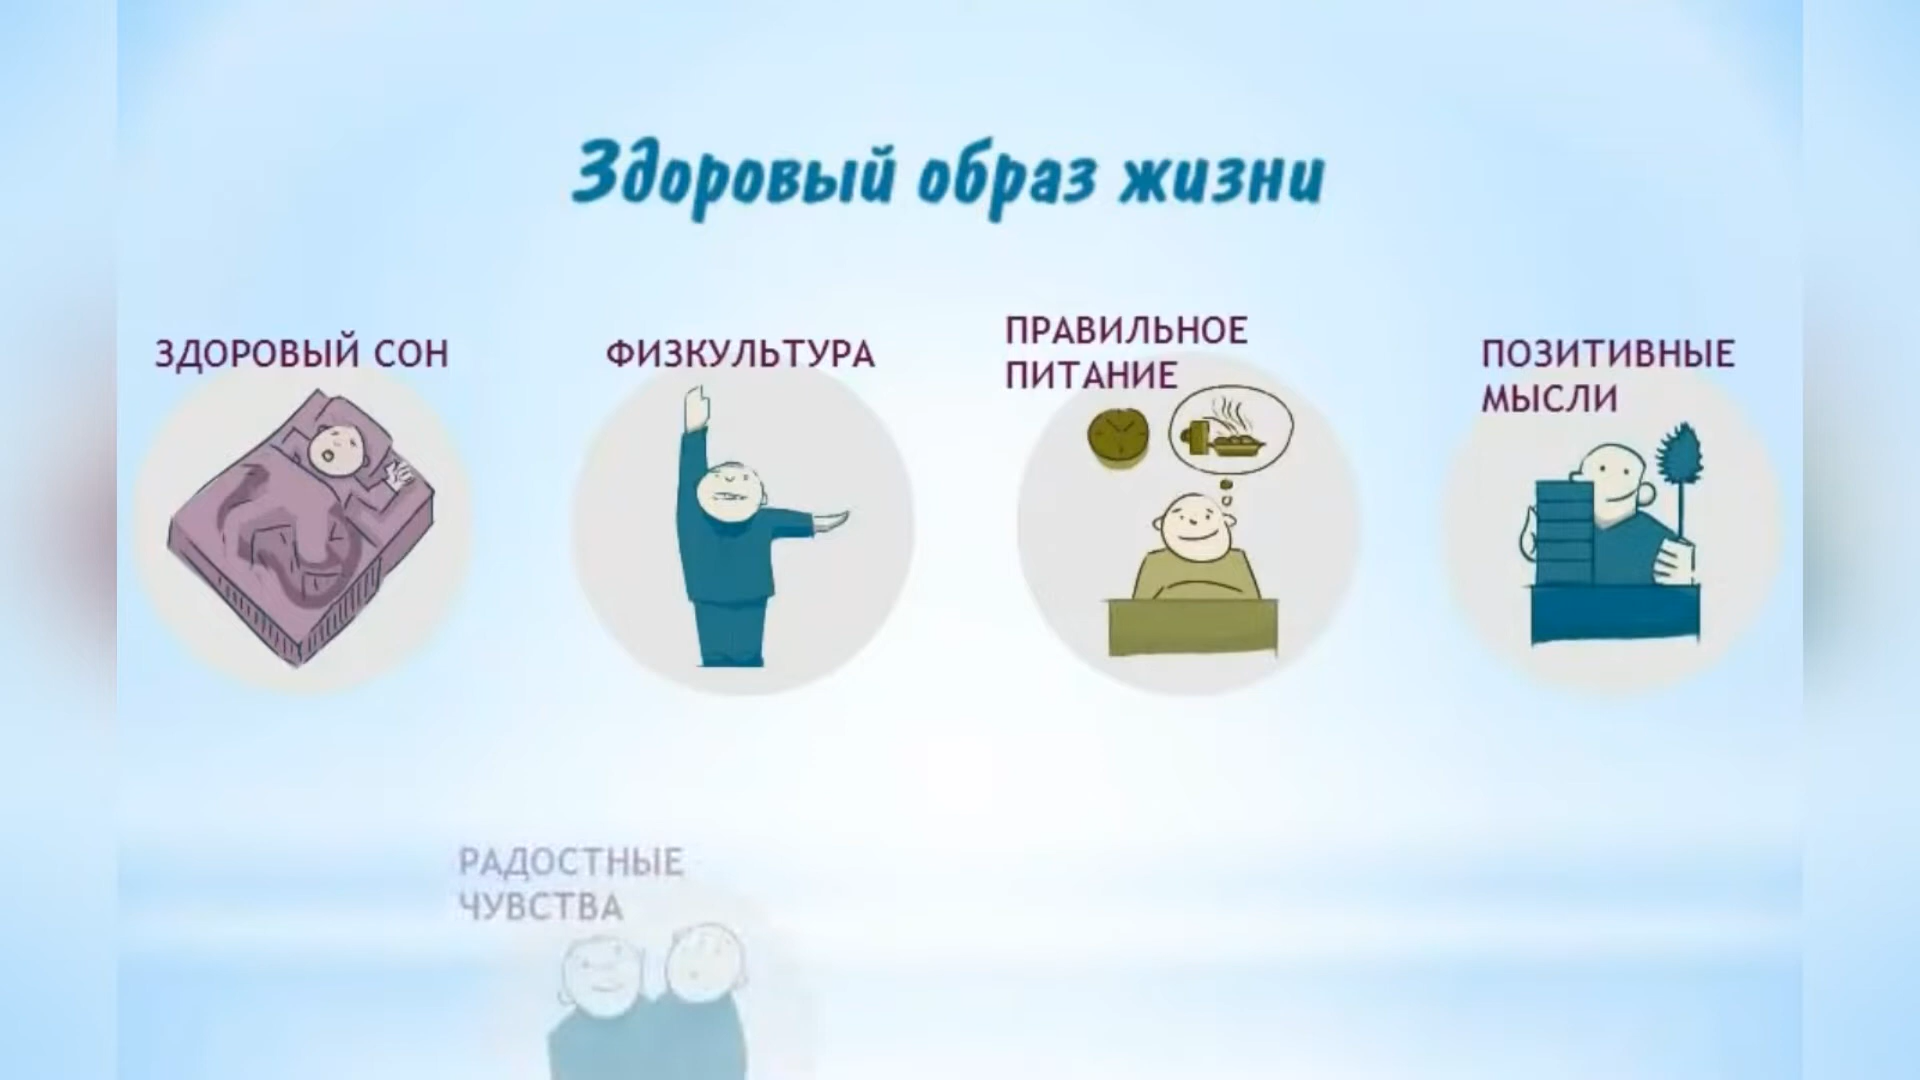 Здоровый образ жизни
ЗДОРОВЫЙ СОН
ФИЗКУЛЬТУРА
ПРАВИЛЬНОЕ
ПИТАНИЕ
ПОЗИТИВНЫЕ
МЫСЛИ
РАДОСТНЫЕ
ЧУВСТВА